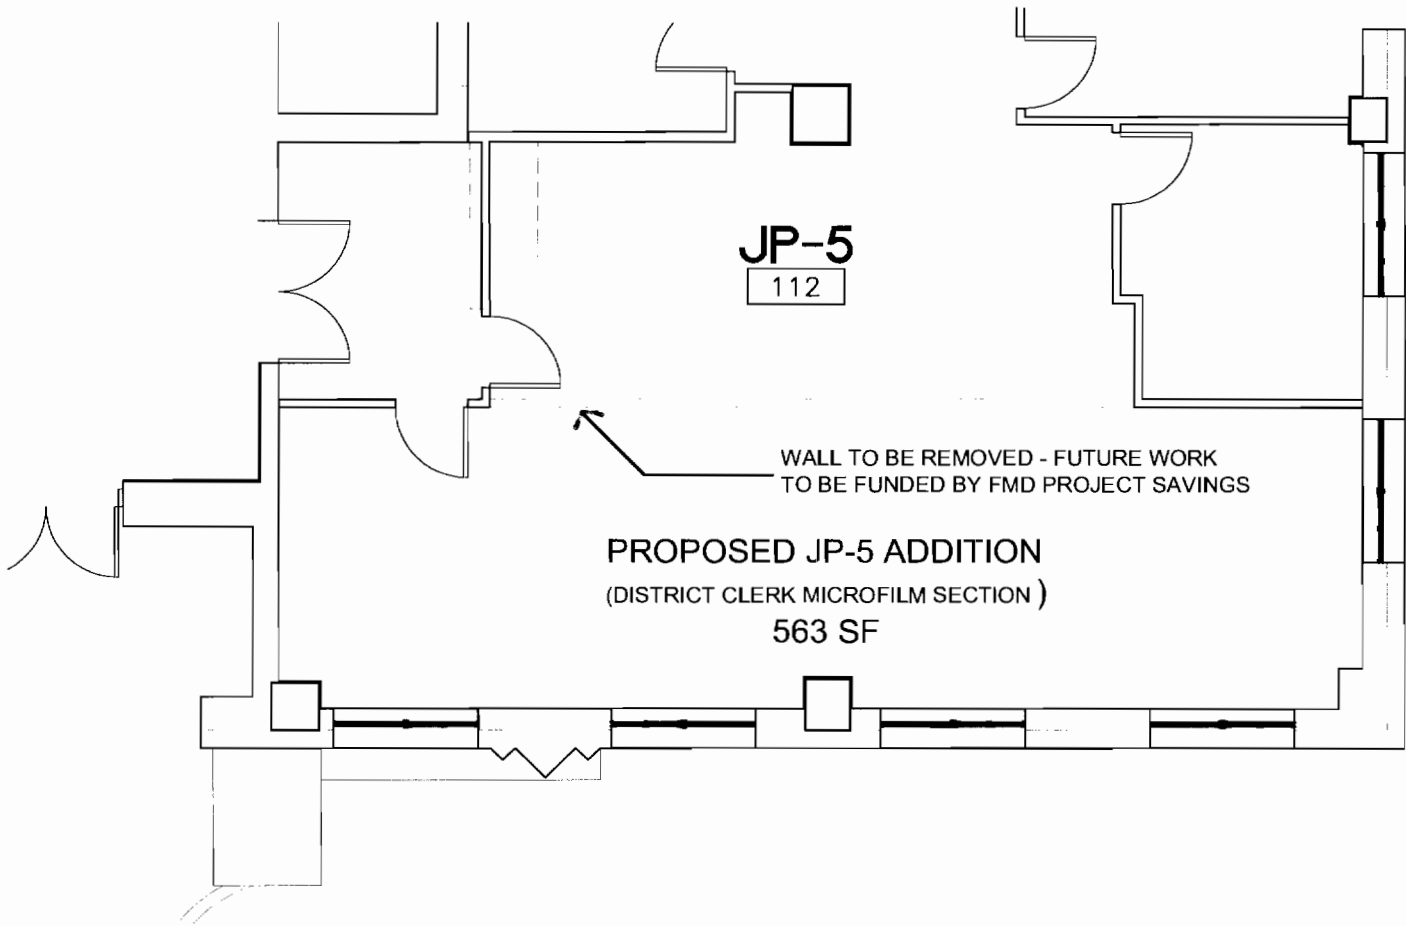 JP-5
112
WALL TO BE REMOVED - FUTURE WORK
TO BE FUNDED BY FMD PROJECT SAVINGS
PROPOSED JP-5 ADDITION
(DISTRICT CLERK MICROFILM SECTION)
563 SF